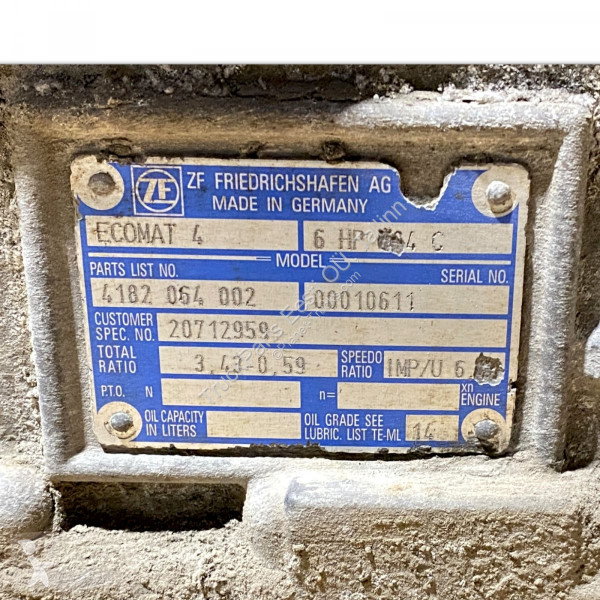 ZF
ZF FRIEDRICHSHAFEN AG
MADE IN GERMANY
ECOMAT 4 6 HP 4 C
MODEL
PARTS LIST NO. SERIAL NO.
4182 064 002 00010611
CUSTOMER SPEC. NO. 20712959
TOTAL RATIO 3,43-0,59 SPEEDO RATIO IMP/U 6,
P.T.O. N n= xn ENGINE
OIL CAPACITY IN LITERS OIL GRADE SEE LUBRIC. LIST TE-ML 14